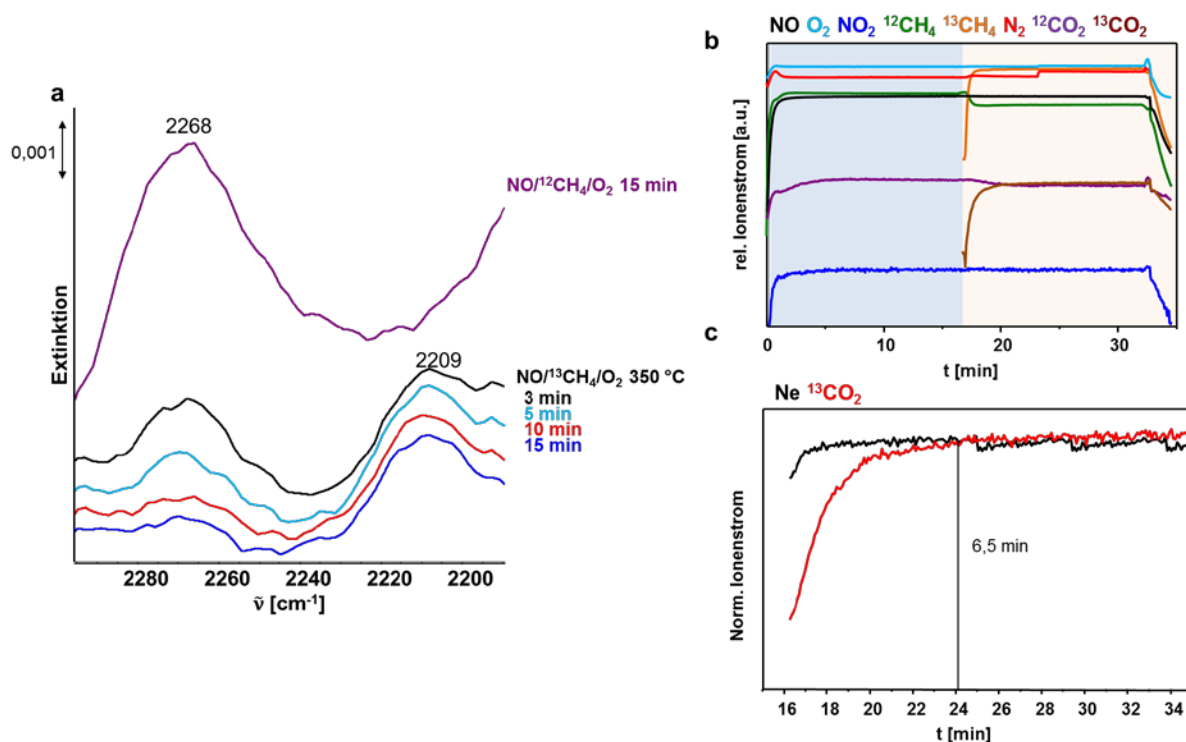 a
0,001
2268
NO/¹²CH₄/O₂ 15 min
Extinktion
2209
NO/¹³CH₄/O₂ 350 °C
3 min
5 min
10 min
15 min
2280 2260 2240 2220 2200
ṽ [cm⁻¹]
NO O₂ NO₂ ¹²CH₄ ¹³CH₄ N₂ ¹²CO₂ ¹³CO₂
b
rel. Ionenstrom [a.u.]
0 10 20 30
t [min]
c
Ne ¹³CO₂
Norm. Ionenstrom
6,5 min
16 18 20 22 24 26 28 30 32 34
t [min]